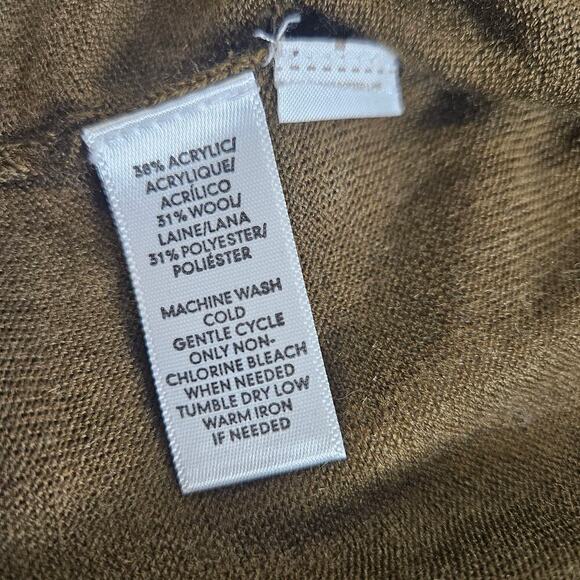 38% ACRYLIC/
ACRYLIQUE/
ACRÍLICO
31% WOOL/
LAINE/LANA
31% POLYESTER/
POLIÉSTER
MACHINE WASH
COLD
GENTLE CYCLE
ONLY NON-
CHLORINE BLEACH
WHEN NEEDED
TUMBLE DRY LOW
WARM IRON
IF NEEDED